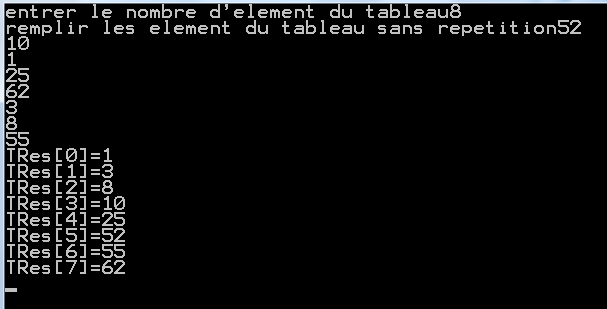 entrer le nombre d'element du tableau8
remplir les element du tableau sans repetition52
10
1
25
62
3
8
55
TRes[0]=1
TRes[1]=3
TRes[2]=8
TRes[3]=10
TRes[4]=25
TRes[5]=52
TRes[6]=55
TRes[7]=62